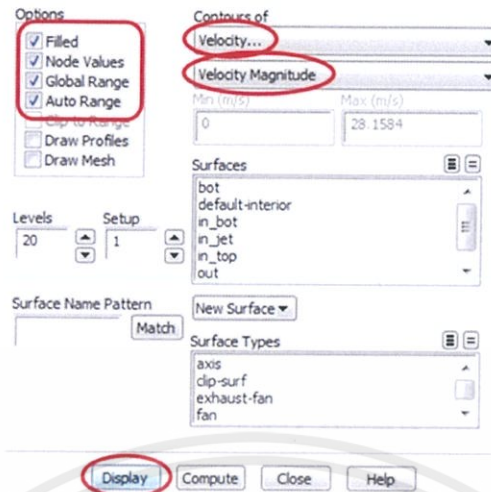 Options
Filled
Node Values
Global Range
Auto Range
Clip to Range
Draw Profiles
Draw Mesh
Contours of
Velocity...
Velocity Magnitude
Min (m/s)
Max (m/s)
0
28.1584
Surfaces
bot
default-interior
in_bot
in_jet
in_top
out
Levels
Setup
20
1
Surface Name Pattern
Match
New Surface
Surface Types
axis
clip-surf
exhaust-fan
fan
Display
Compute
Close
Help